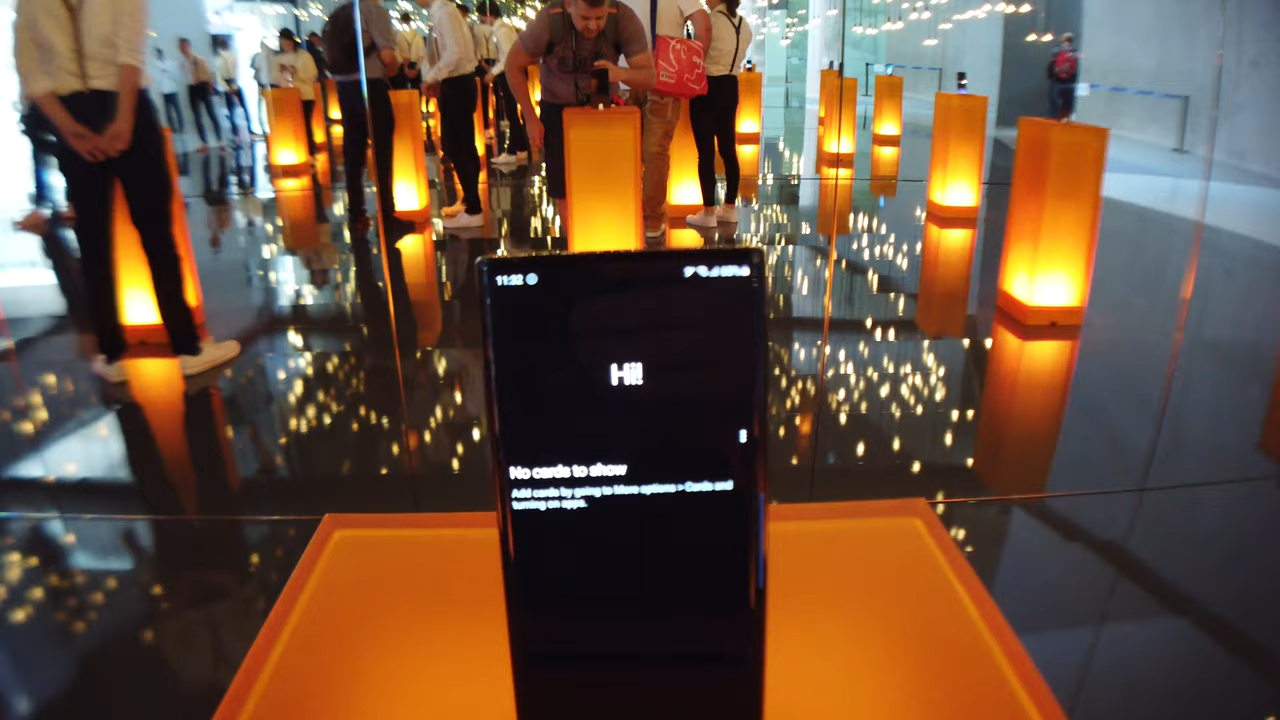 11:32
Hi!
No cards to show
Add cards by going to More options > Cards and
turning on apps.